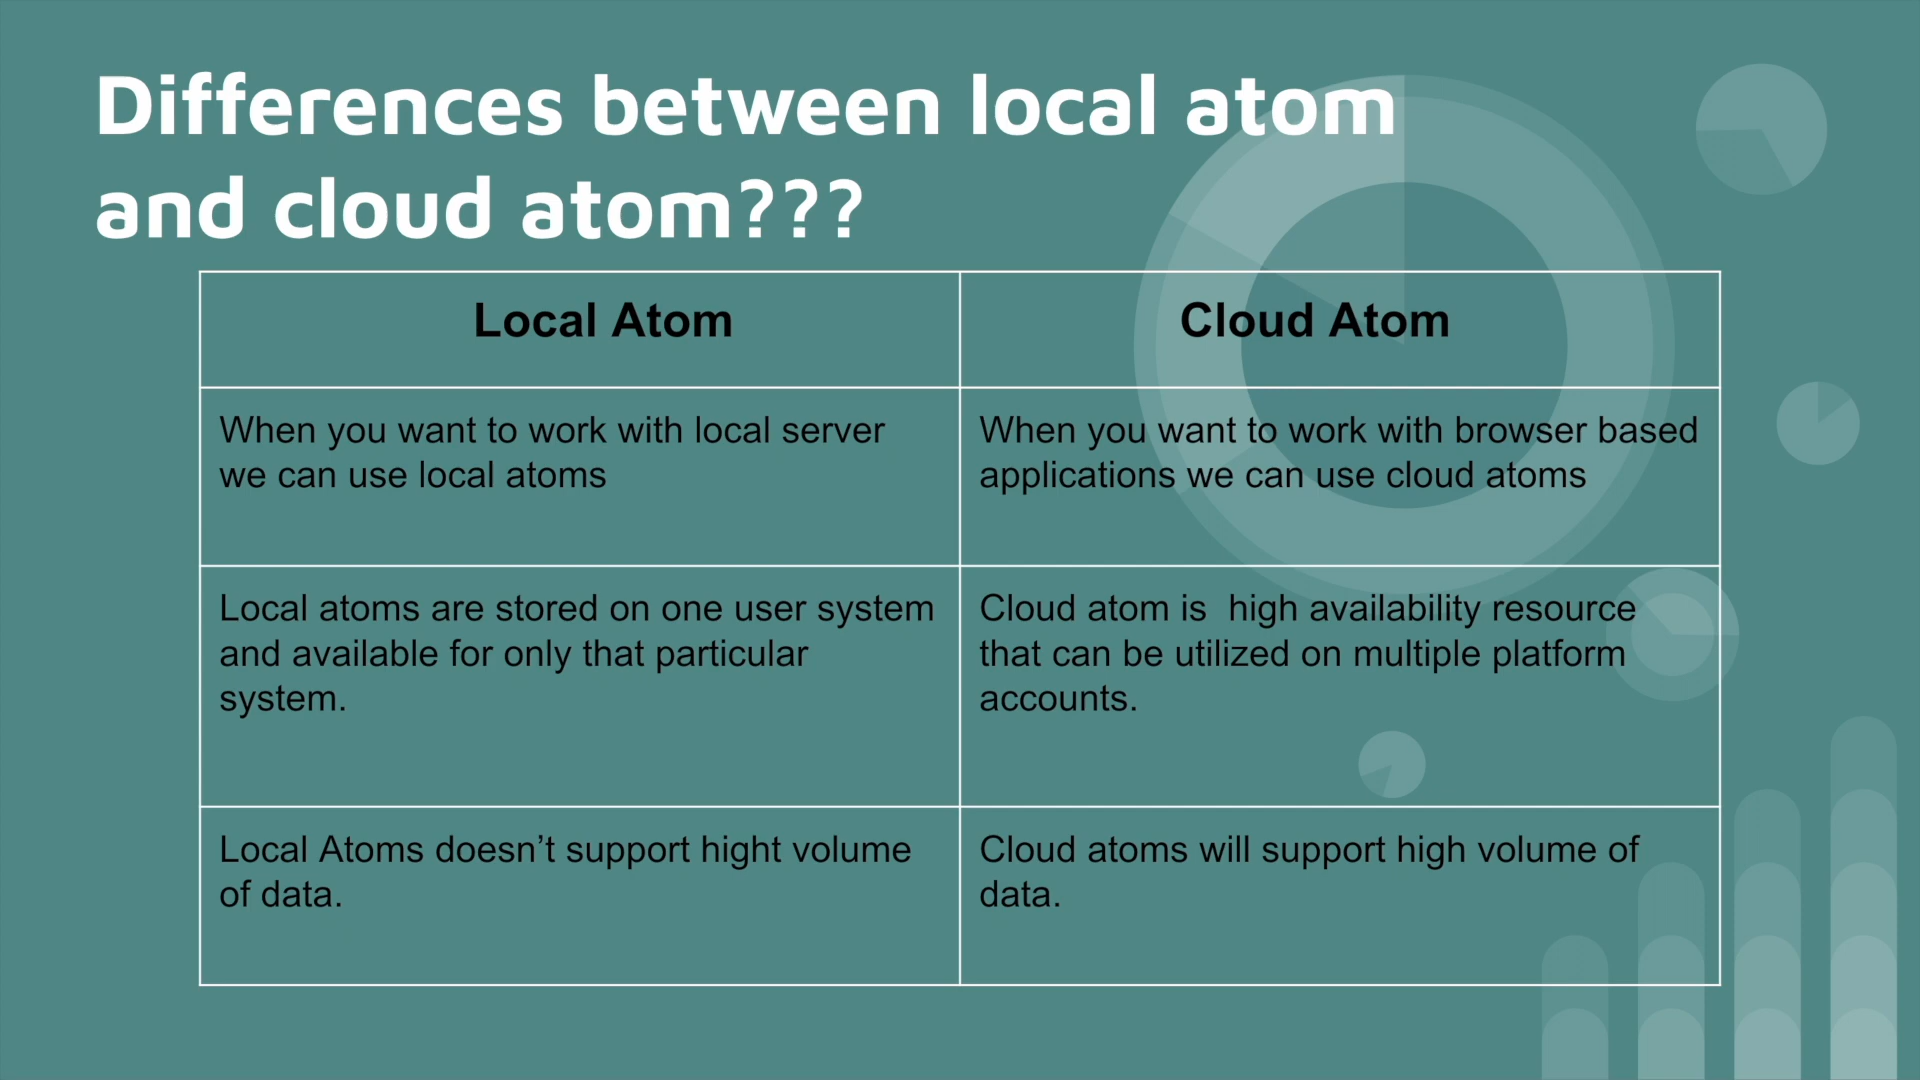 Differences between local atom
and cloud atom???
Local Atom
Cloud Atom
When you want to work with local server
we can use local atoms
When you want to work with browser based
applications we can use cloud atoms
Local atoms are stored on one user system
and available for only that particular
system.
Cloud atom is  high availability resource
that can be utilized on multiple platform
accounts.
Local Atoms doesn’t support hight volume
of data.
Cloud atoms will support high volume of
data.